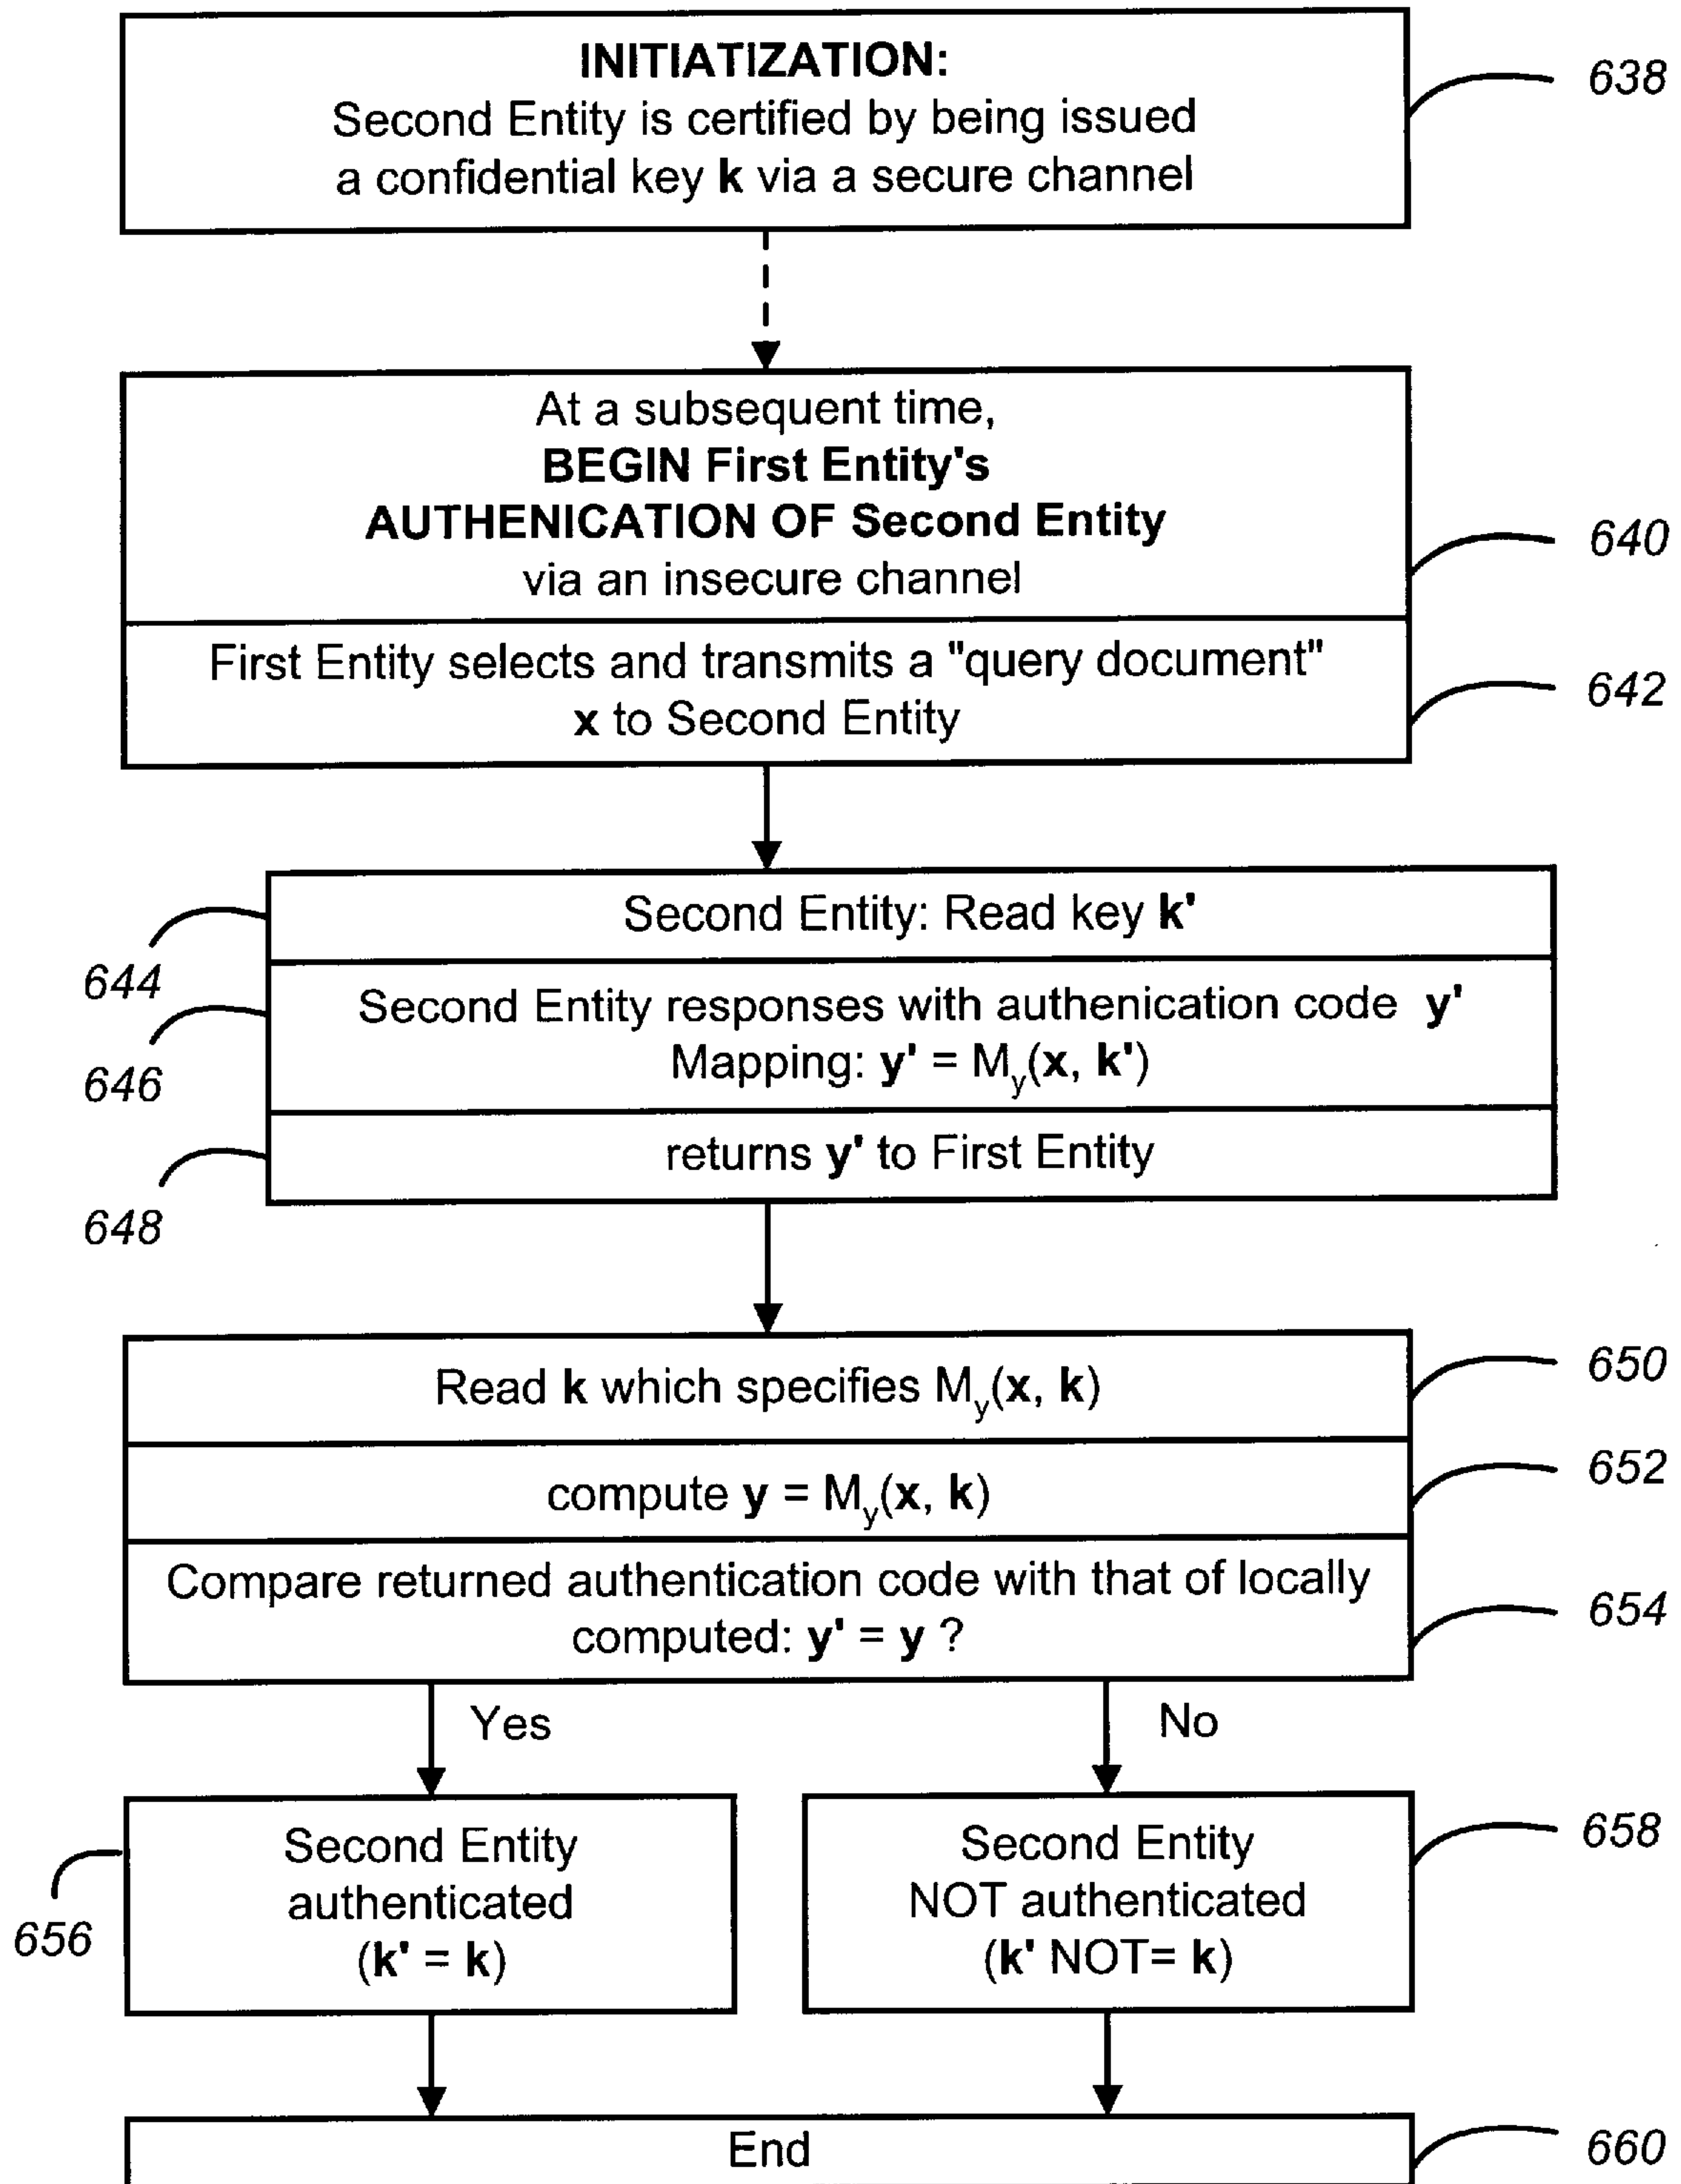 INITIATIZATION:
Second Entity is certified by being issued
a confidential key k via a secure channel
638
At a subsequent time,
BEGIN First Entity's
AUTHENICATION OF Second Entity
via an insecure channel
640
First Entity selects and transmits a "query document"
x to Second Entity
642
Second Entity: Read key k'
644
Second Entity responses with authenication code y'
Mapping: y' = My(x, k')
646
returns y' to First Entity
648
Read k which specifies My(x, k)
650
compute y = My(x, k)
652
Compare returned authentication code with that of locally
computed: y' = y ?
654
Yes
No
Second Entity
authenticated
(k' = k)
656
Second Entity
NOT authenticated
(k' NOT= k)
658
End
660